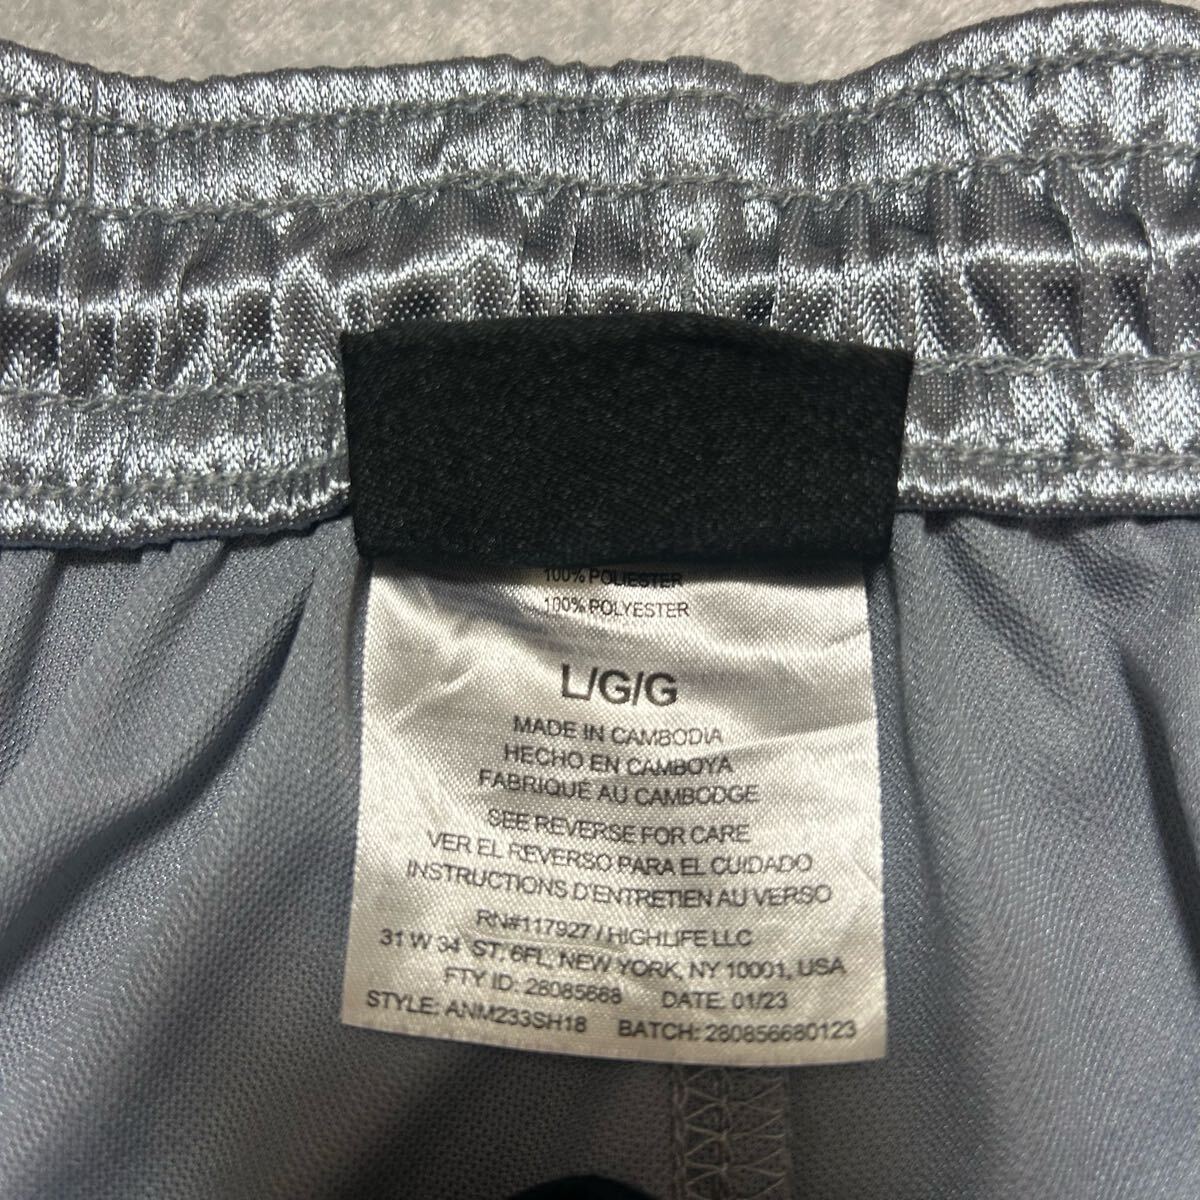 100% POLIESTER
100% POLYESTER
L/G/G
MADE IN CAMBODIA
HECHO EN CAMBOYA
FABRIQUE AU CAMBODGE
SEE REVERSE FOR CARE
VER EL REVERSO PARA EL CUIDADO
INSTRUCTIONS D'ENTRETIEN AU VERSO
RN#117927 / HIGHLIFE LLC
31 W 34 ST. 6FL, NEW YORK, NY 10001, USA
FTY ID: 28085668 DATE: 01/23
STYLE: ANM233SH18 BATCH: 280856680123